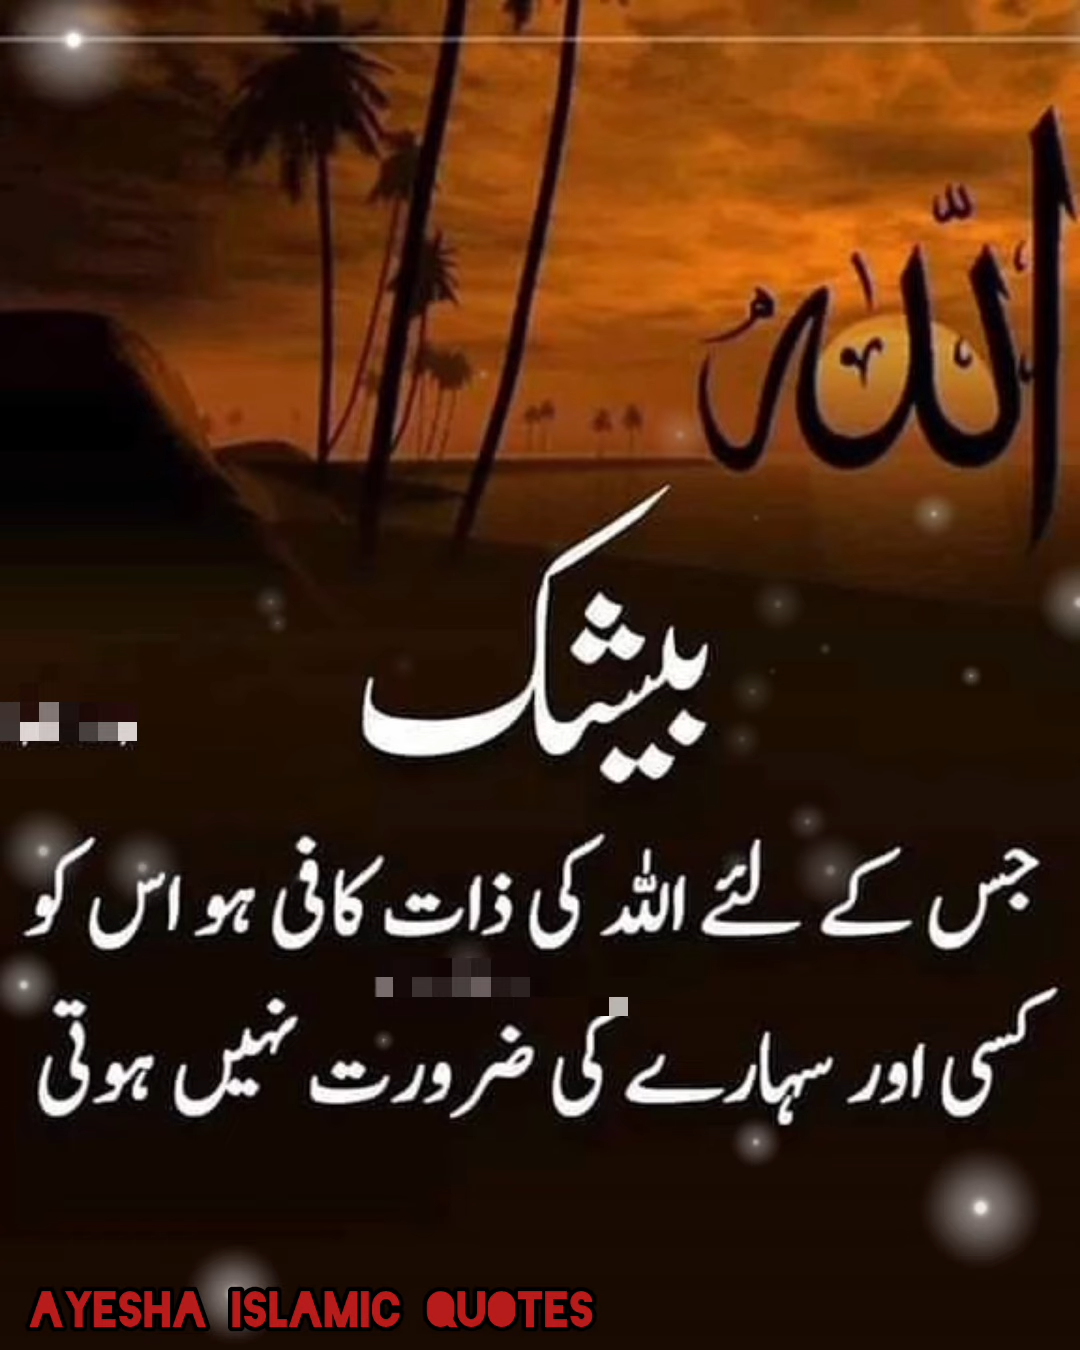 اللّٰهُ
بیشک
جس کے لئے اللہ کی ذات کافی ہو اس کو
کسی اور سہارے کی ضرورت نہیں ہوتی
AYESHA ISLAMIC QUOTES